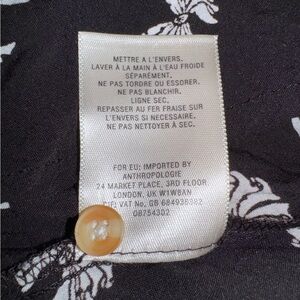 METTRE A L'ENVERS.
LAVER À LA MAIN À L'EAU FROIDE
SÉPARÉMENT.
NE PAS TORDRE OU ESSORER.
NE PAS BLANCHIR.
LIGNE SEC.
REPASSER AU FER FRAISE SUR
L'ENVERS SI NECESSAIRE.
NE PAS NETTOYER À SEC.
FOR EU: IMPORTED BY
ANTHROPOLOGIE
24 MARKET PLACE, 3RD FLOOR
LONDON, UK W1W8AN
VAT No. GB 684938382
08754302